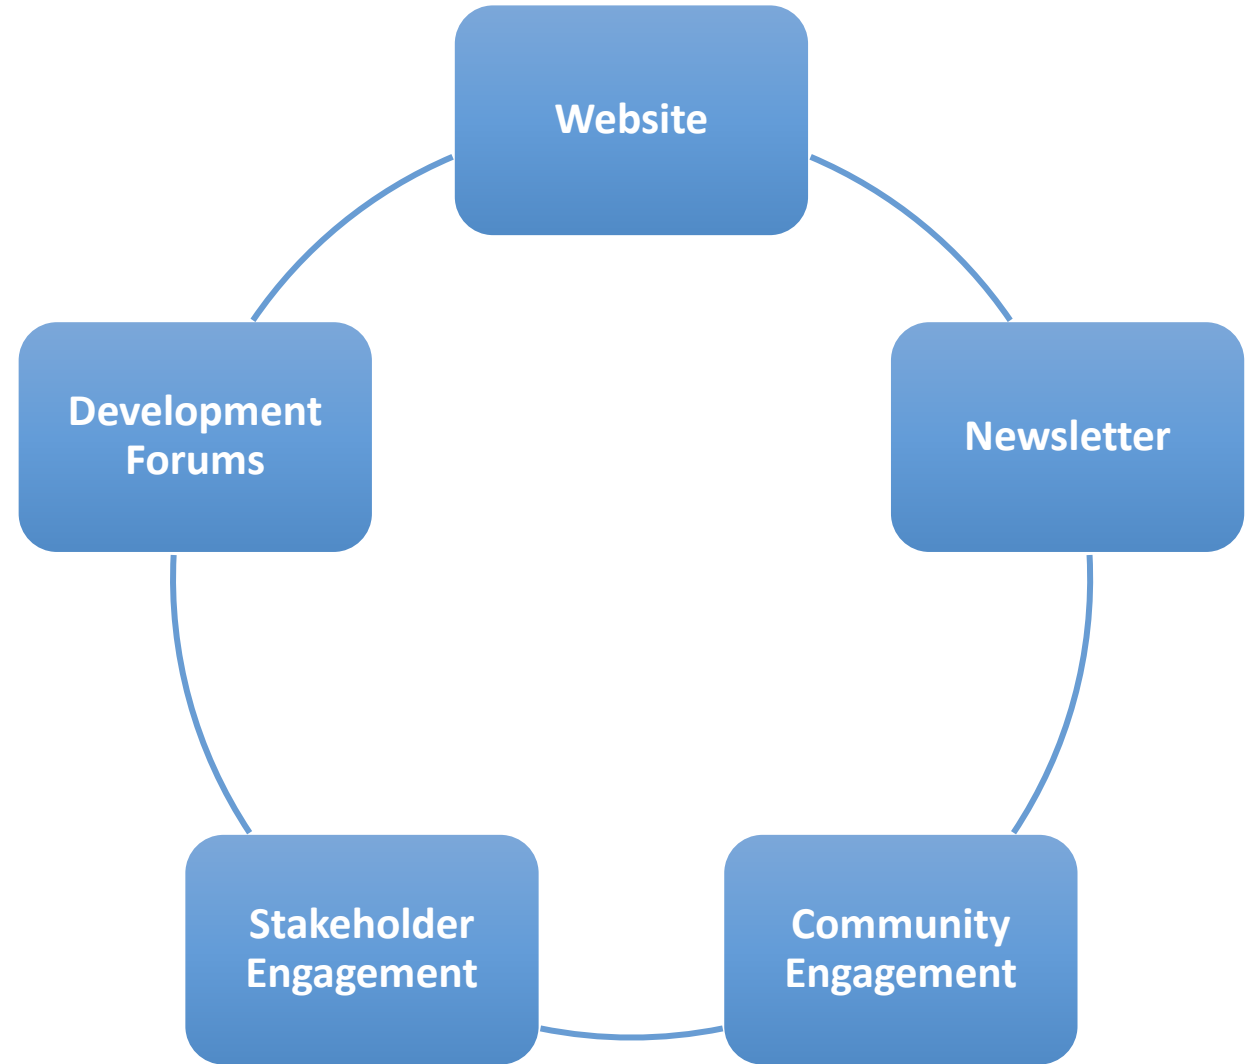 Website
Development
Forums
Newsletter
Stakeholder
Engagement
Community
Engagement